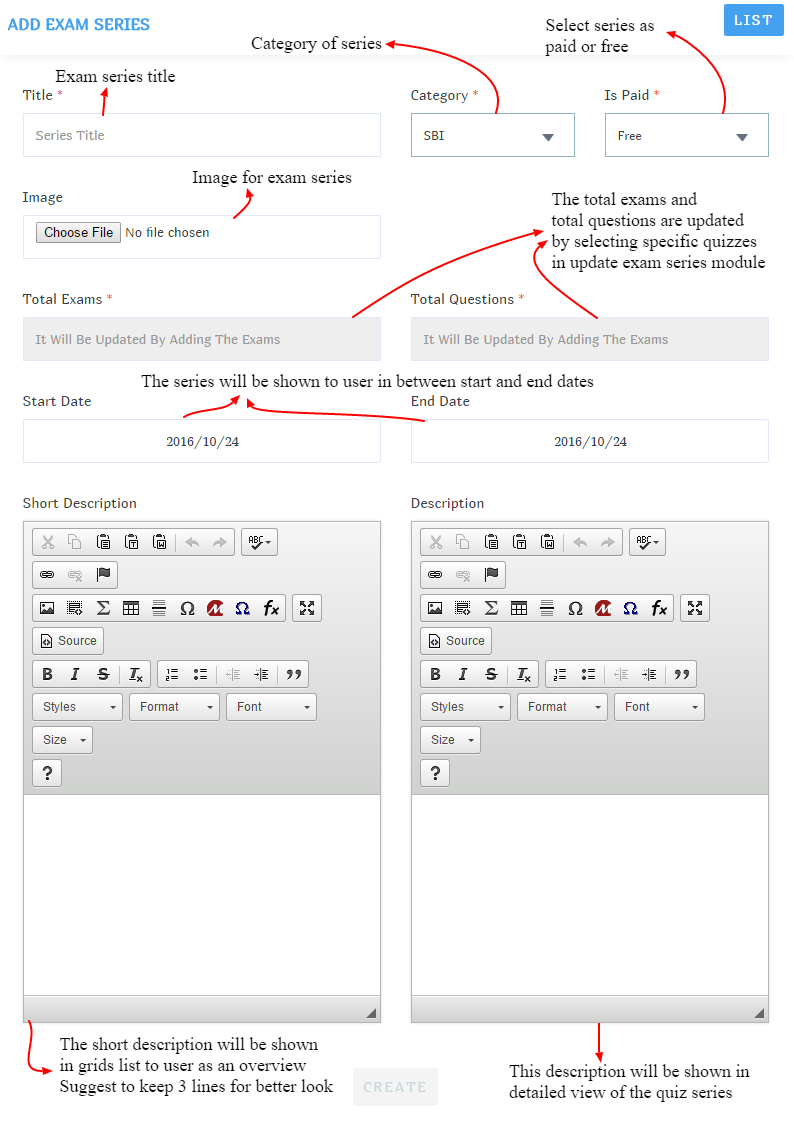 ADD EXAM SERIES
LIST
Category of series
Select series as
paid or free
Exam series title
Title *
Category *
Is Paid *
Series Title
SBI
Free
Image for exam series
Image
Choose File No file chosen
The total exams and
total questions are updated
by selecting specific quizzes
in update exam series module
Total Exams *
Total Questions *
It Will Be Updated By Adding The Exams
It Will Be Updated By Adding The Exams
The series will be shown to user in between start and end dates
Start Date
End Date
2016/10/24
2016/10/24
Short Description
Description
ABC
ABC
Σ Ω Ω fx
Σ Ω Ω fx
Source
Source
B I S Tx
B I S Tx
Styles Format Font
Styles Format Font
Size
Size
?
?
The short description will be shown
in grids list to user as an overview
Suggest to keep 3 lines for better look
CREATE
This description will be shown in
detailed view of the quiz series